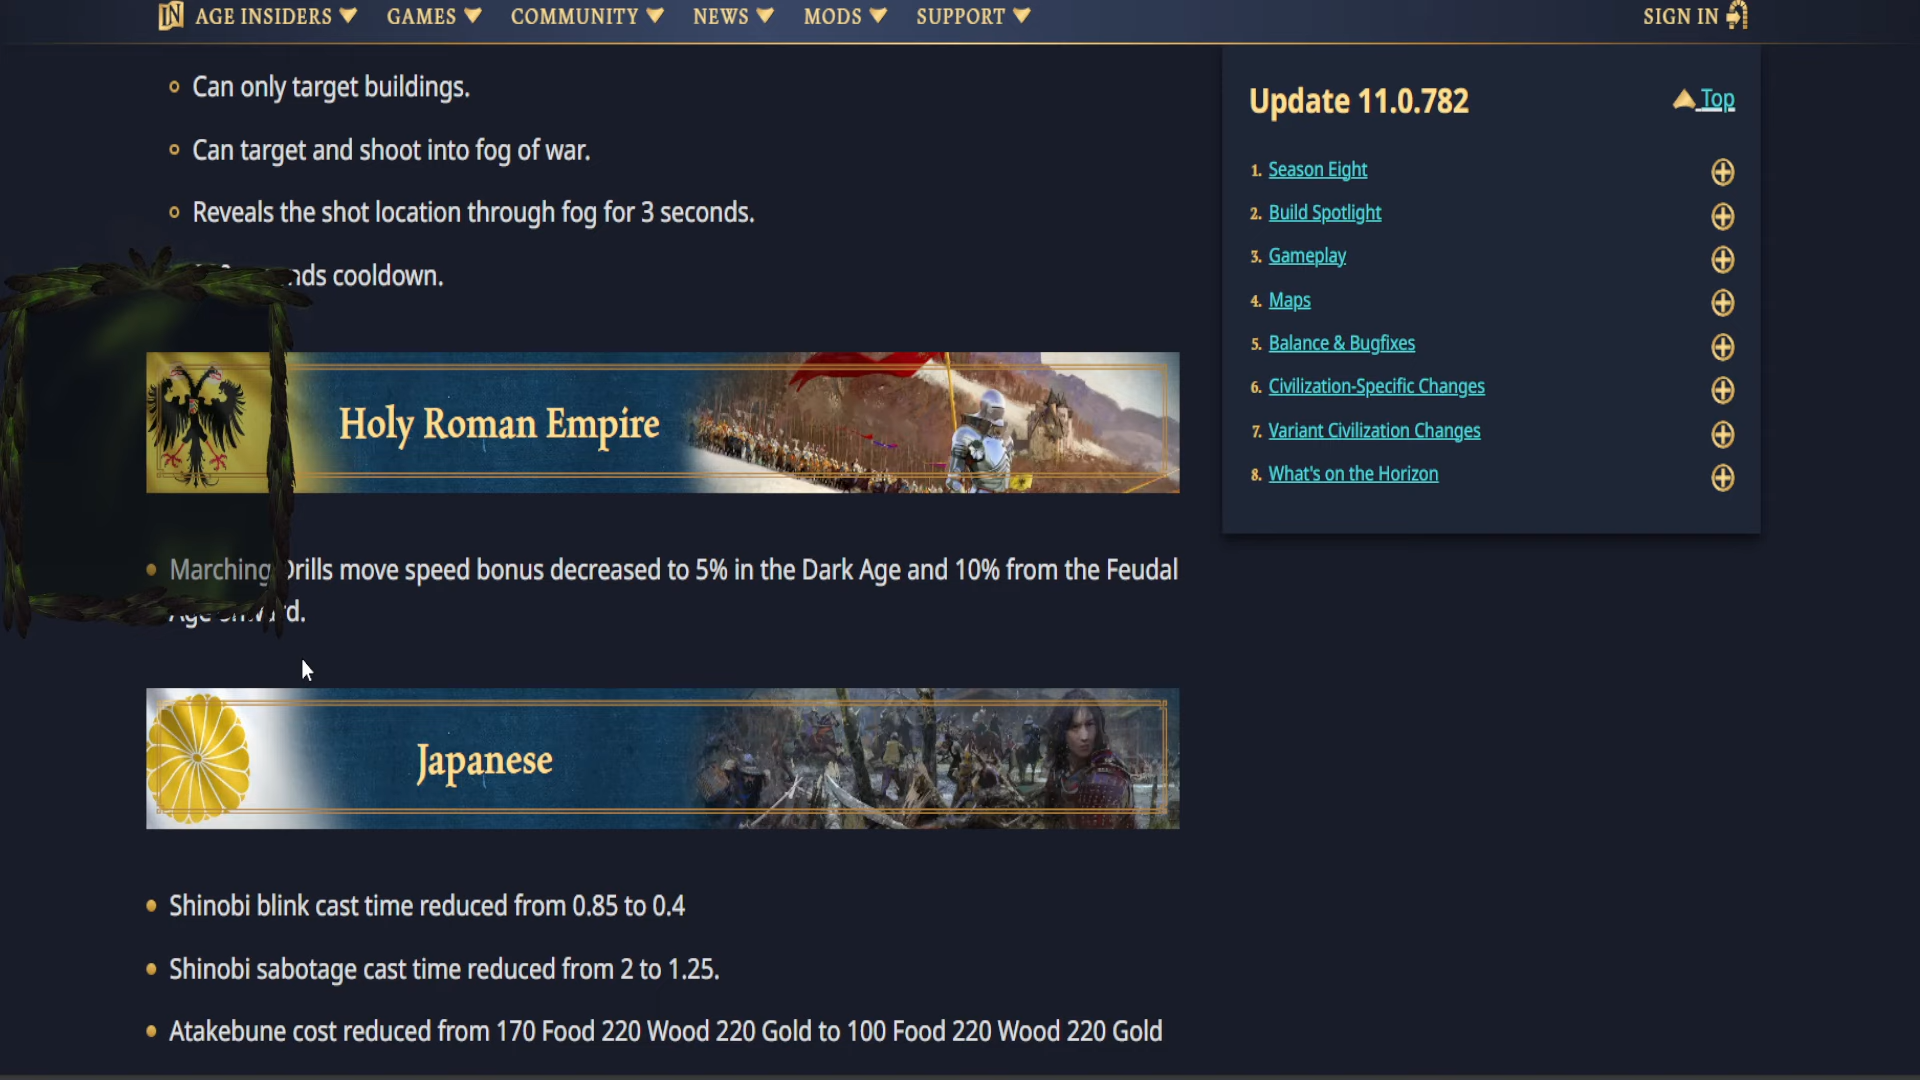 AGE INSIDERS GAMES COMMUNITY NEWS MODS SUPPORT SIGN IN
Can only target buildings.
Can target and shoot into fog of war.
Reveals the shot location through fog for 3 seconds.
cooldown.
Holy Roman Empire
Marching Drills move speed bonus decreased to 5% in the Dark Age and 10% from the Feudal
Age onward.
Japanese
Shinobi blink cast time reduced from 0.85 to 0.4
Shinobi sabotage cast time reduced from 2 to 1.25.
Atakebune cost reduced from 170 Food 220 Wood 220 Gold to 100 Food 220 Wood 220 Gold
Update 11.0.782
Top
1. Season Eight
2. Build Spotlight
3. Gameplay
4. Maps
5. Balance & Bugfixes
6. Civilization-Specific Changes
7. Variant Civilization Changes
8. What's on the Horizon